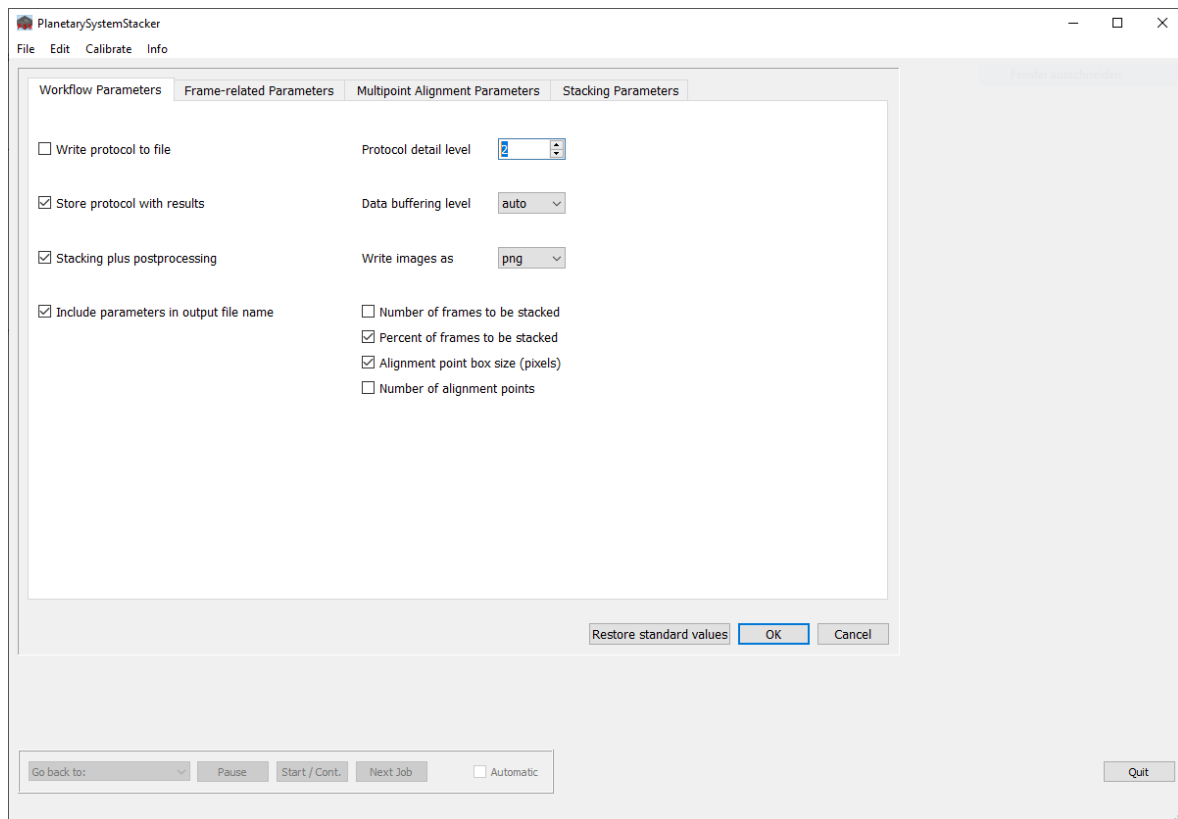 PlanetarySystemStacker
File Edit Calibrate Info
Workflow Parameters Frame-related Parameters Multipoint Alignment Parameters Stacking Parameters
Write protocol to file Protocol detail level 2
Store protocol with results Data buffering level auto
Stacking plus postprocessing Write images as png
Include parameters in output file name Number of frames to be stacked
Percent of frames to be stacked
Alignment point box size (pixels)
Number of alignment points
Restore standard values OK Cancel
Go back to: Pause Start / Cont. Next Job Automatic Quit